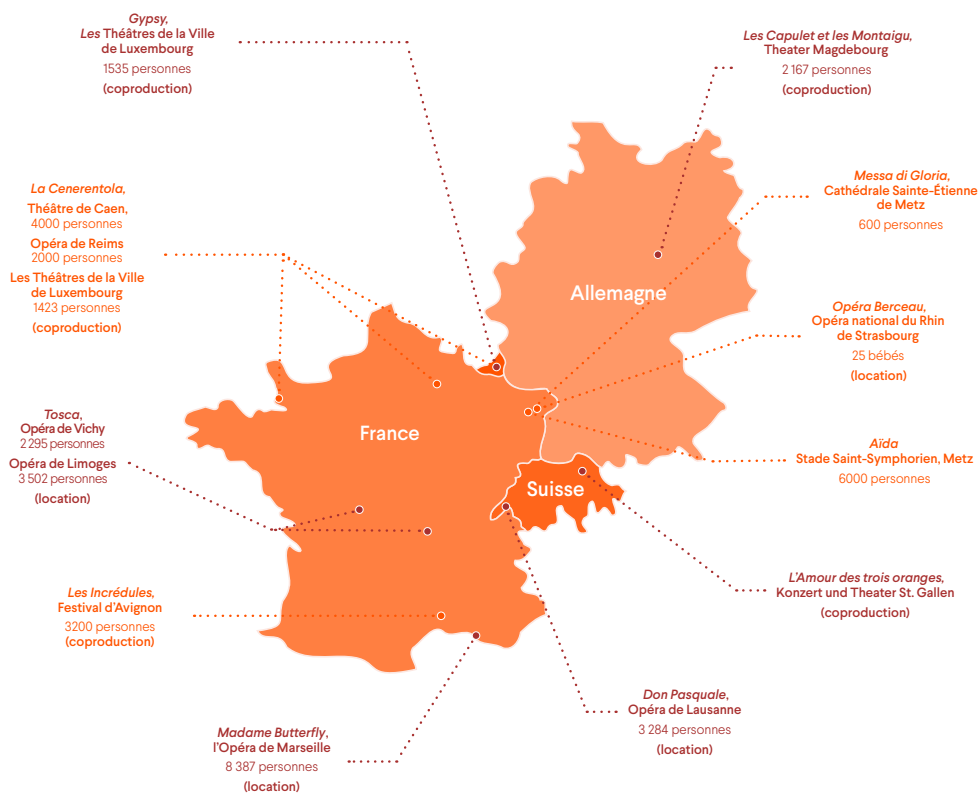 Gypsy,
Les Théâtres de la Ville
de Luxembourg
1535 personnes
(coproduction)
Les Capulet et les Montaigu,
Theater Magdebourg
2 167 personnes
(coproduction)
La Cenerentola,
Théâtre de Caen,
4000 personnes
Opéra de Reims
2000 personnes
Les Théâtres de la Ville
de Luxembourg
1423 personnes
(coproduction)
Messa di Gloria,
Cathédrale Sainte-Étienne
de Metz
600 personnes
Allemagne
Opéra Berceau,
Opéra national du Rhin
de Strasbourg
25 bébés
(location)
Tosca,
Opéra de Vichy
2 295 personnes
Opéra de Limoges
3 502 personnes
(location)
France
Aïda
Stade Saint-Symphorien, Metz
6000 personnes
Suisse
Les Incrédules,
Festival d'Avignon
3200 personnes
(coproduction)
L'Amour des trois oranges,
Konzert und Theater St. Gallen
(coproduction)
Madame Butterfly,
l'Opéra de Marseille
8 387 personnes
(location)
Don Pasquale,
Opéra de Lausanne
3 284 personnes
(location)